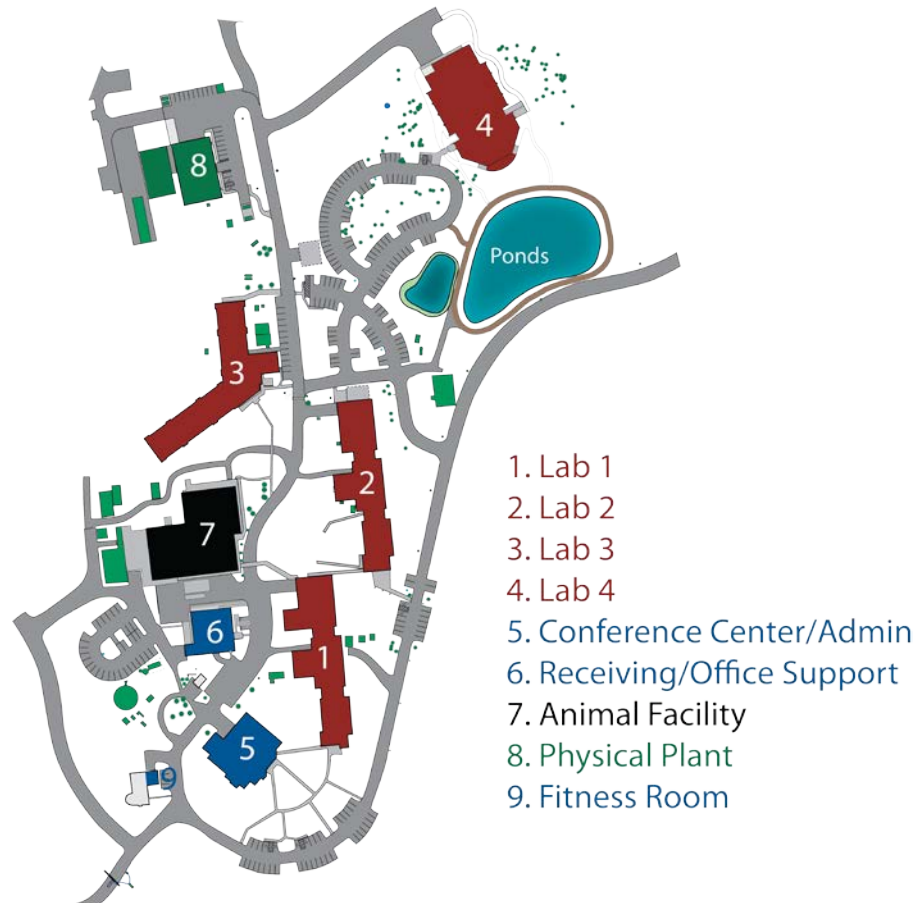 4
8
Ponds
3
2
7
6
1
5
9
1. Lab 1
2. Lab 2
3. Lab 3
4. Lab 4
5. Conference Center/Admin
6. Receiving/Office Support
7. Animal Facility
8. Physical Plant
9. Fitness Room